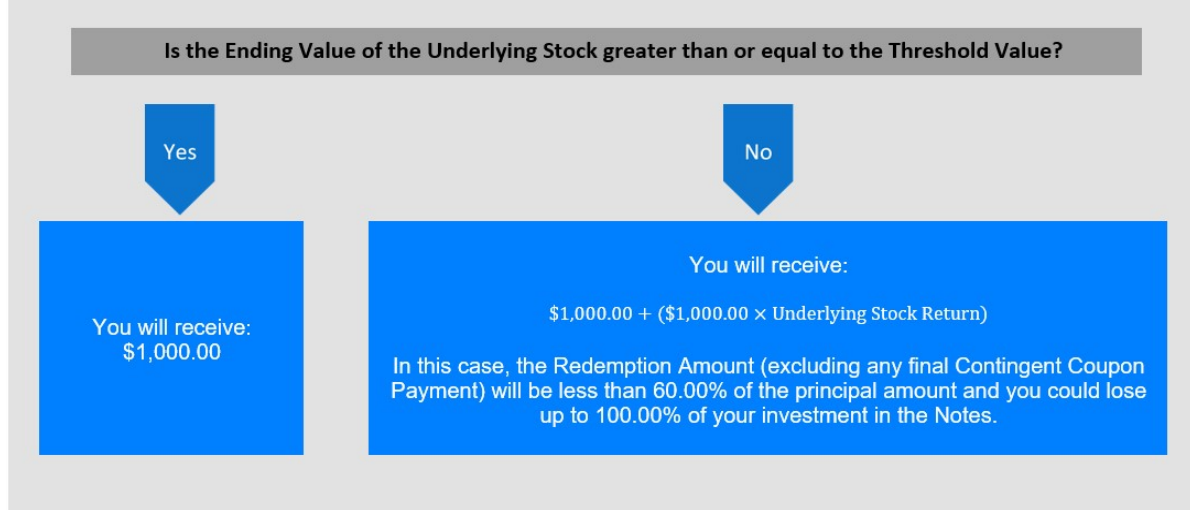 Is the Ending Value of the Underlying Stock greater than or equal to the Threshold Value?
Yes
No
You will receive:
$1,000.00
You will receive:
$1,000.00 + ($1,000.00 × Underlying Stock Return)
In this case, the Redemption Amount (excluding any final Contingent Coupon
Payment) will be less than 60.00% of the principal amount and you could lose
up to 100.00% of your investment in the Notes.